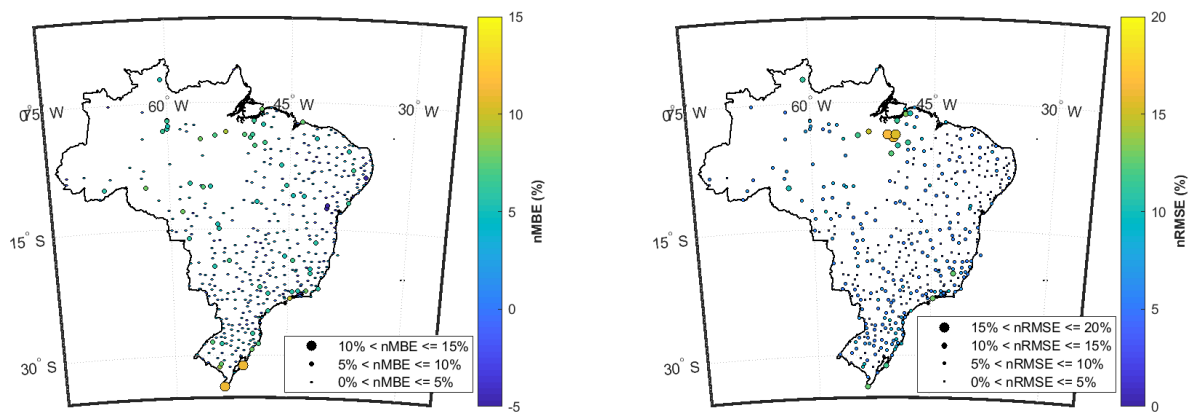 15
10
5
0
-5
nMBE (%)
75° W
0°
60° W
45° W
30° W
15° S
30° S
10% < nMBE <= 15%
5% < nMBE <= 10%
0% < nMBE <= 5%
20
15
10
5
0
nRMSE (%)
75° W
0°
60° W
45° W
30° W
15° S
30° S
15% < nRMSE <= 20%
10% < nRMSE <= 15%
5% < nRMSE <= 10%
0% < nRMSE <= 5%